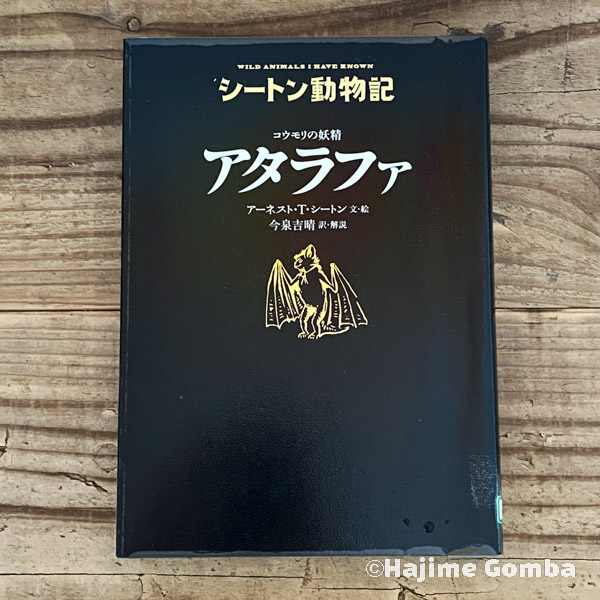 WILD ANIMALS I HAVE KNOWN
シートン動物記
コウモリの妖精
アタラファ
アーネスト・T・シートン 文・絵
今泉吉晴 訳・解説
©Hajime Gomba